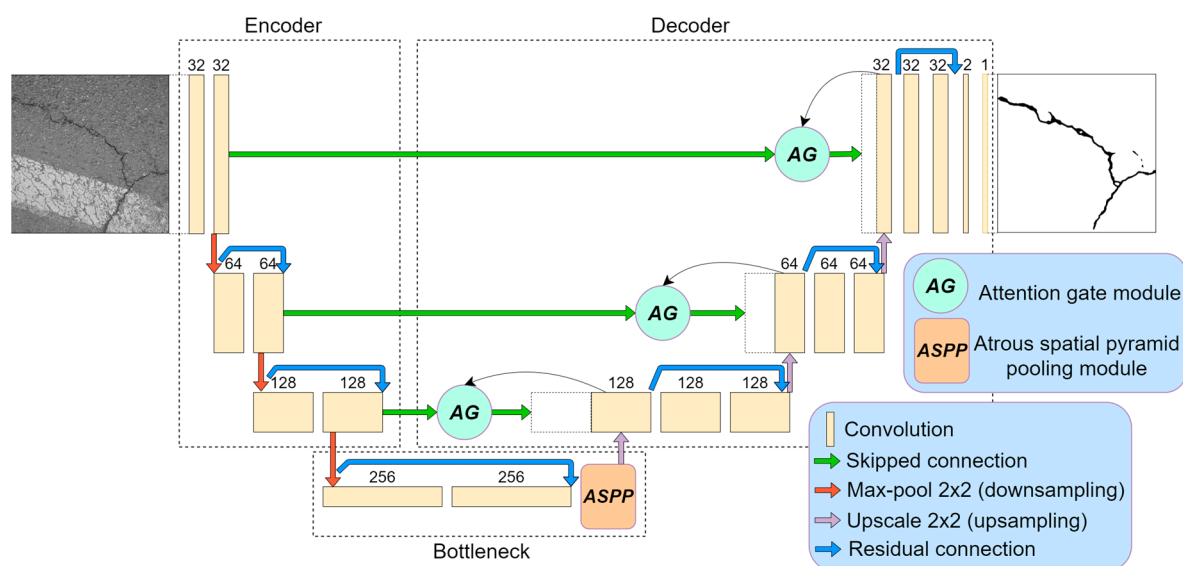 Encoder
Decoder
32 32
32 32 32 2 1
AG
64 64
64 64 64
AG
AG
Attention gate module
ASPP
Atrous spatial pyramid
pooling module
128 128
128 128 128
AG
Convolution
Skipped connection
Max-pool 2x2 (downsampling)
Upscale 2x2 (upsampling)
Residual connection
256 256
ASPP
Bottleneck